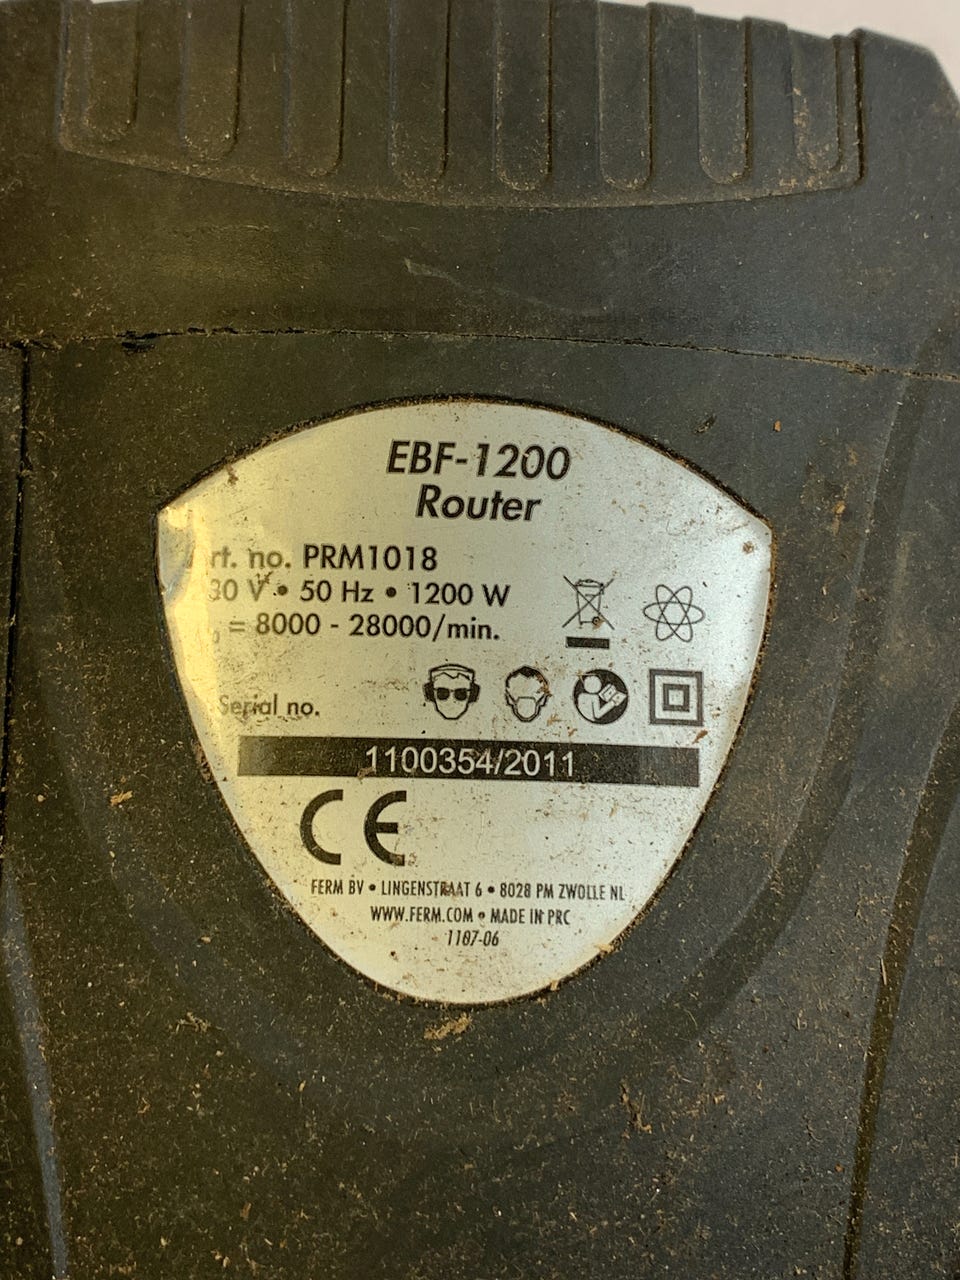 EBF-1200
Router
rt. no. PRM1018
30 V • 50 Hz • 1200 W
= 8000 - 28000/min.
Serial no.
1100354/2011
CE
FERM BV • LINGENSTRAAT 6 • 8028 PM ZWOLLE NL
WWW.FERM.COM • MADE IN PRC
1107-06